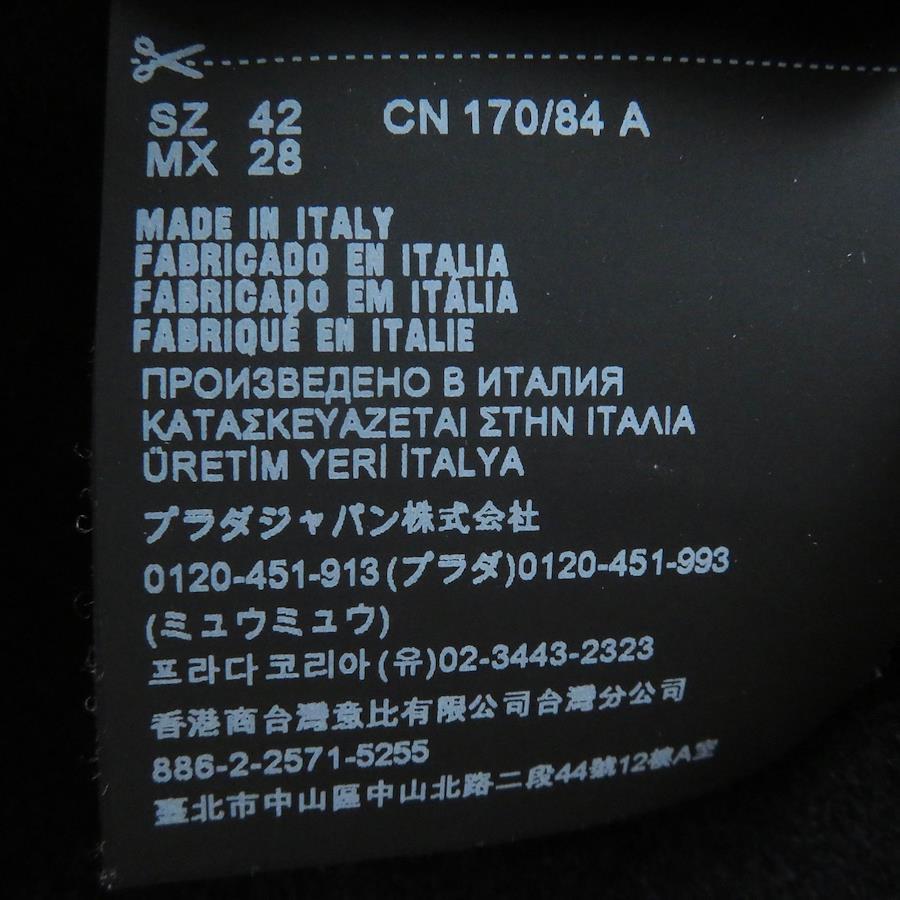 SZ 42 CN 170/84 A
MX 28
MADE IN ITALY
FABRICADO EN ITALIA
FABRICADO EM ITÁLIA
FABRIQUÉ EN ITALIE
ПРОИЗВЕДЕНО В ИТАЛИЯ
ΚΑΤΑΣΚΕΥΑΖΕΤΑΙ ΣΤΗΝ ΙΤΑΛΙΑ
ÜRETİM YERİ İTALYA
プラダジャパン株式会社
0120-451-913(プラダ)0120-451-993
(ミュウミュウ)
프라다코리아(유)02-3443-2323
香港商台灣意比有限公司台灣分公司
886-2-2571-5255
臺北市中山區中山北路二段44號12樓A室